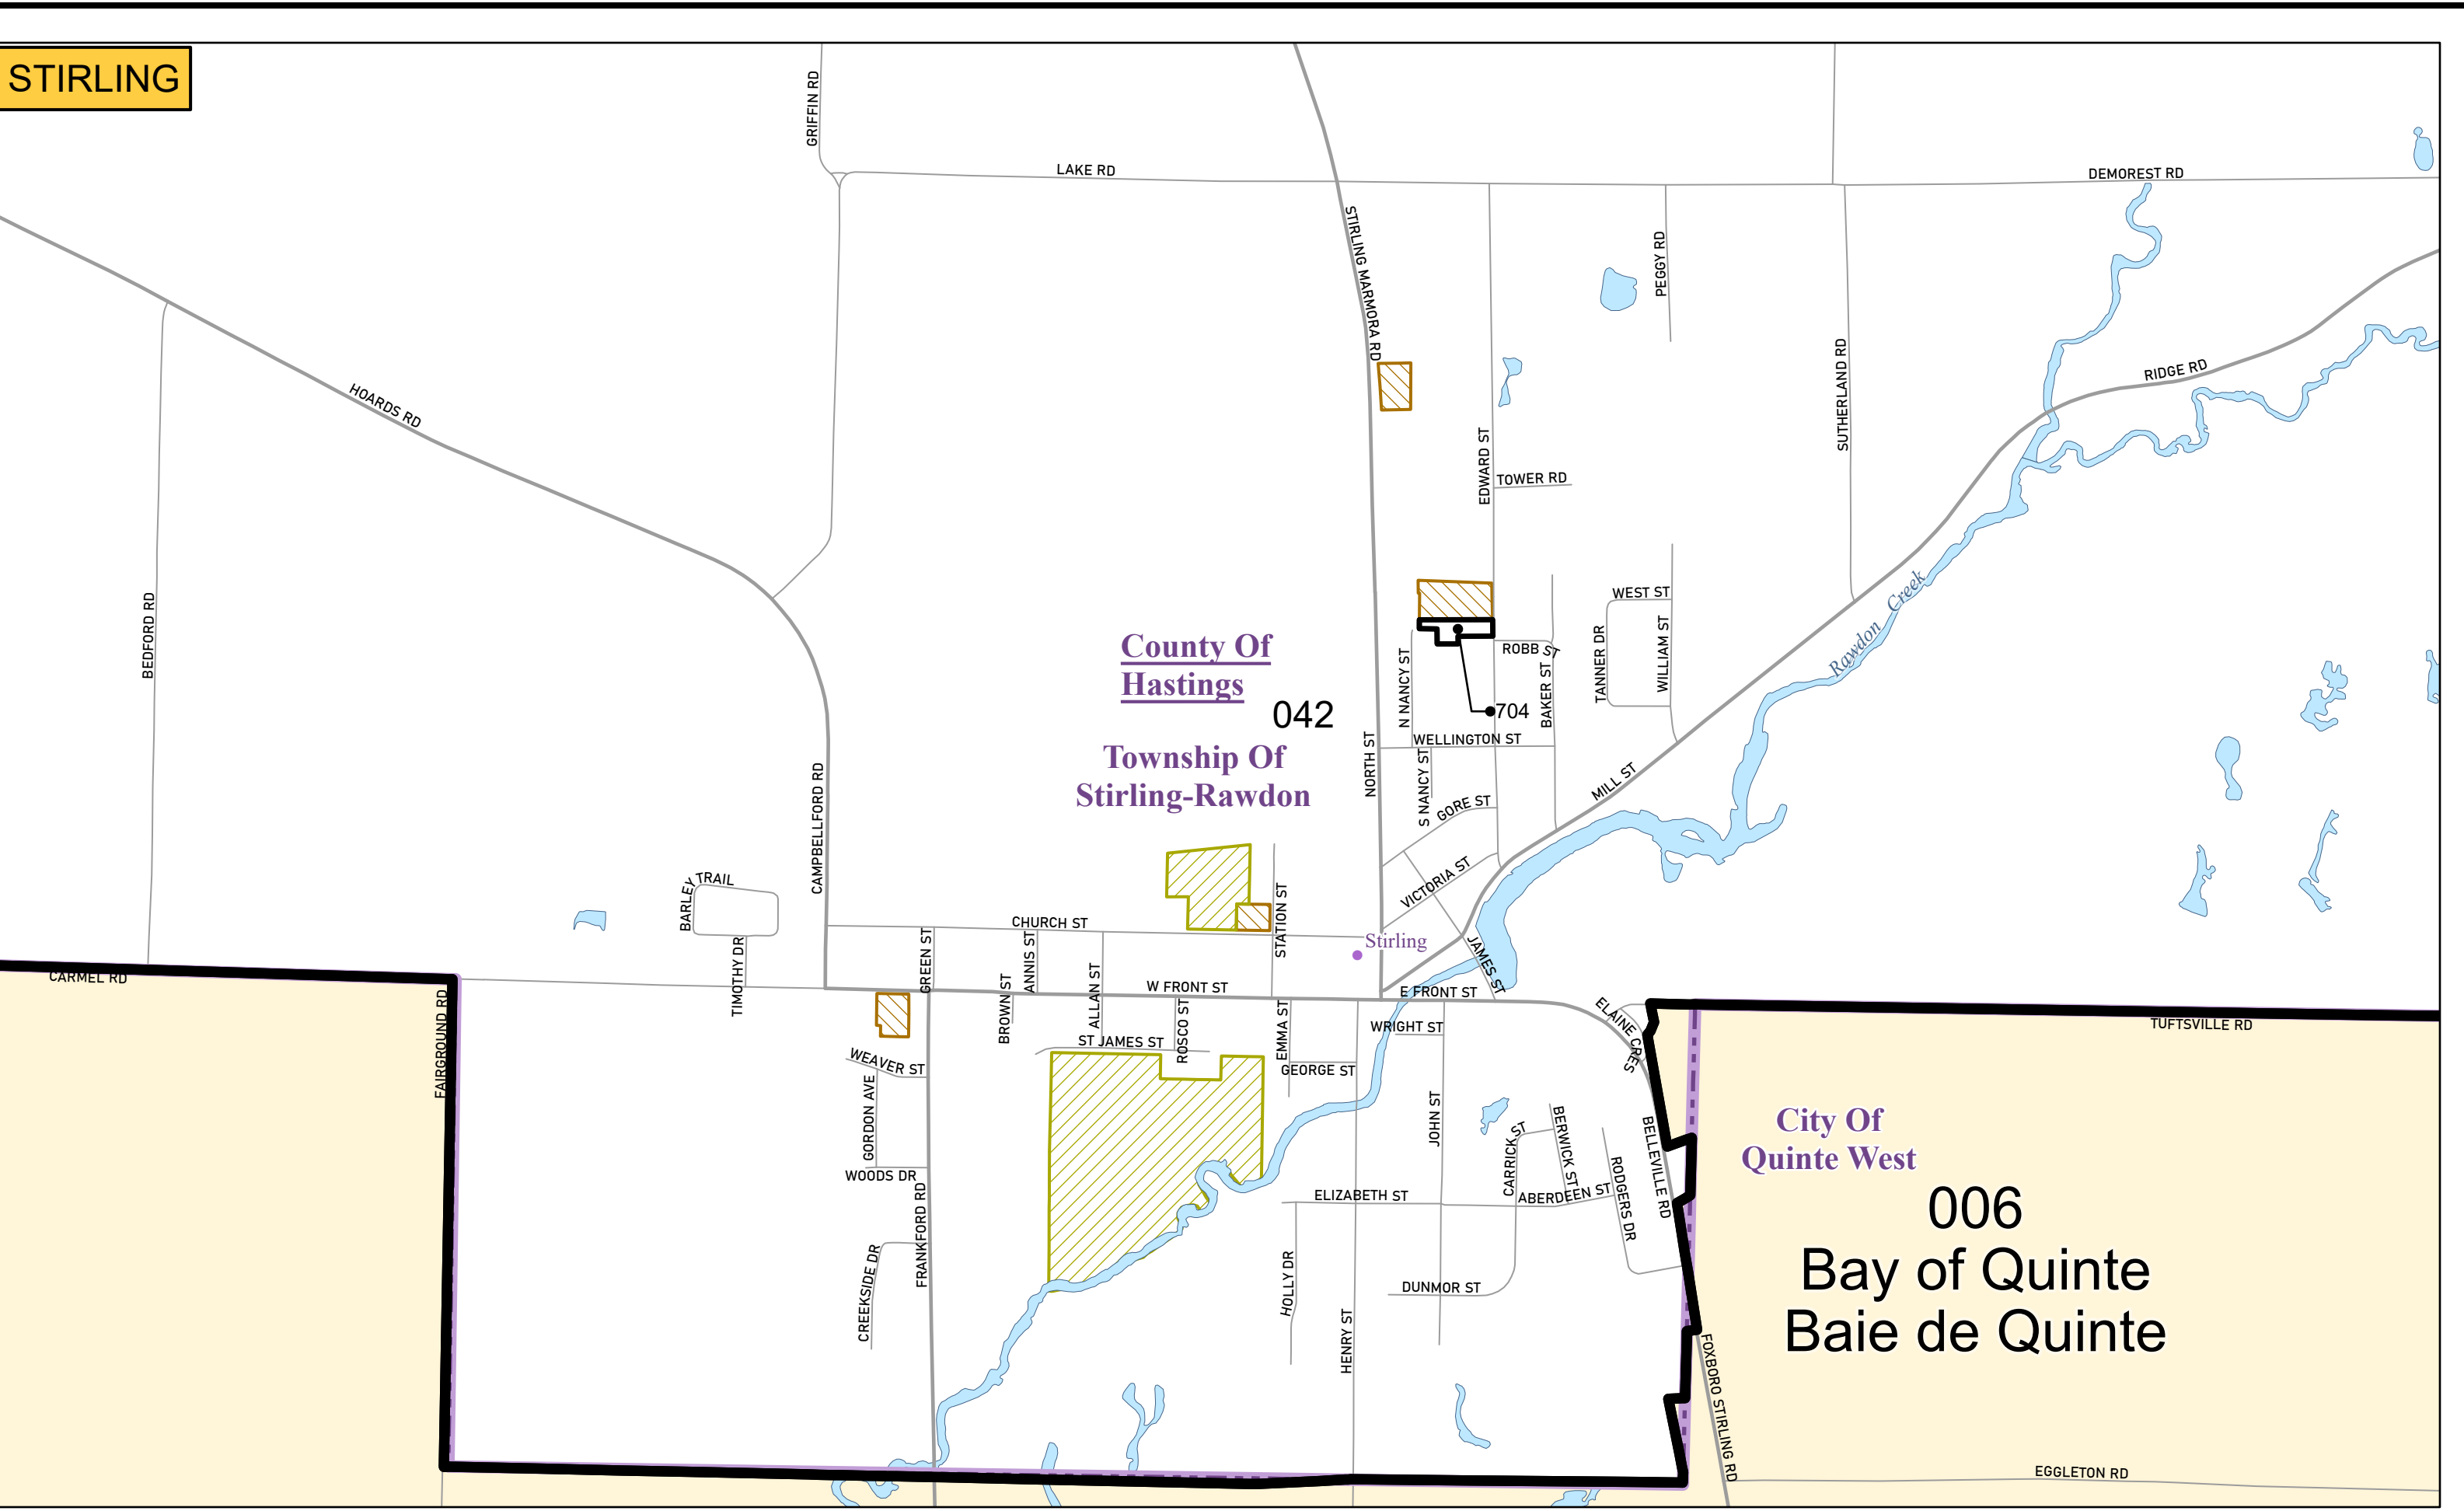 STIRLING
GRIFFIN RD
LAKE RD
DEMOREST RD
STIRLING MARMORA RD
PEGGY RD
SUTHERLAND RD
RIDGE RD
HOARDS RD
EDWARD ST
TOWER RD
BEDFORD RD
WEST ST
TANNER DR
WILLIAM ST
Rawdon Creek
County Of
Hastings
042
Township Of
Stirling-Rawdon
N NANCY ST
ROBB ST
BAKER ST
704
WELLINGTON ST
NORTH ST
S NANCY ST
GORE ST
MILL ST
CAMPBELLFORD RD
VICTORIA ST
BARLEY TRAIL
TIMOTHY DR
CHURCH ST
STATION ST
Stirling
JAMES ST
GREEN ST
ANNIS ST
ALLAN ST
BROWN ST
W FRONT ST
E FRONT ST
CARMEL RD
FAIRGROUND RD
ROSCO ST
EMMA ST
WRIGHT ST
ELAINE CRES
TUFTSVILLE RD
ST JAMES ST
WEAVER ST
GEORGE ST
GORDON AVE
JOHN ST
WOODS DR
CARRICK ST
BERWICK ST
RODGERS DR
BELLEVILLE RD
City Of
Quinte West
006
Bay of Quinte
Baie de Quinte
ELIZABETH ST
ABERDEEN ST
FRANKFORD RD
CREEKSIDE DR
HOLLY DR
DUNMOR ST
HENRY ST
FOXBORO STIRLING RD
EGGLETON RD